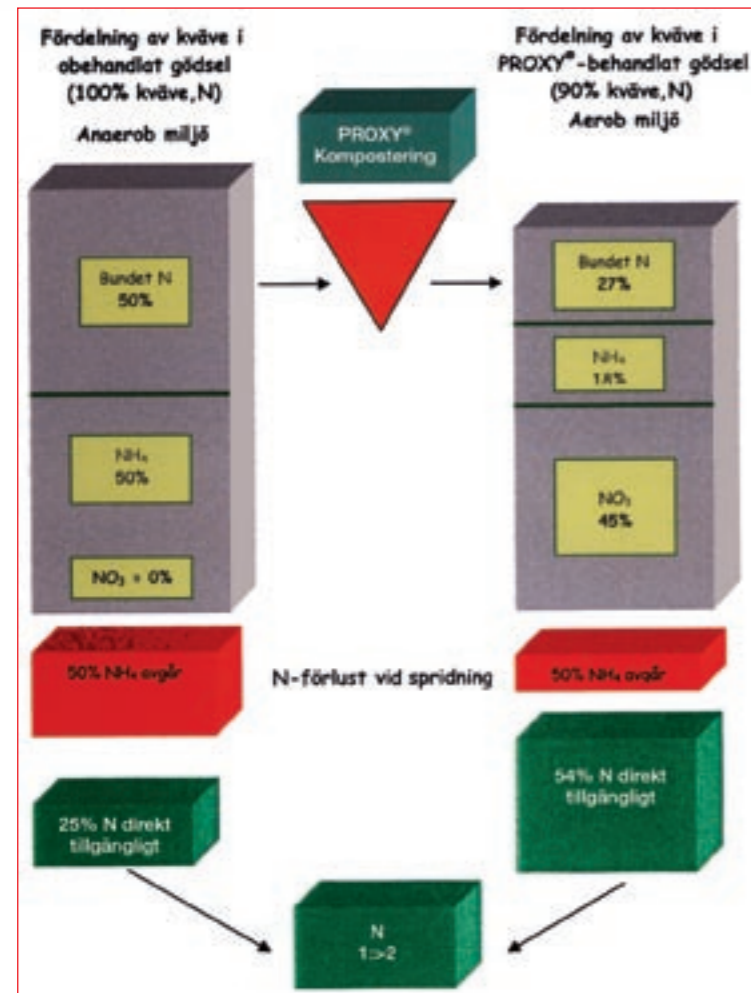 Fördelning av kväve i
obehandlat gödsel
(100% kväve,N)
Anaerob miljö
PROXY®
Kompostering
Fördelning av kväve i
PROXY®-behandlat gödsel
(90% kväve,N)
Aerob miljö
Bundet N
50%
NH₄
50%
NO₃ = 0%
Bundet N
27%
NH₄
18%
NO₃
45%
50% NH₄ avgår
N-förlust vid spridning
50% NH₄ avgår
25% N direkt
tillgängligt
54% N direkt
tillgängligt
N
1:>2